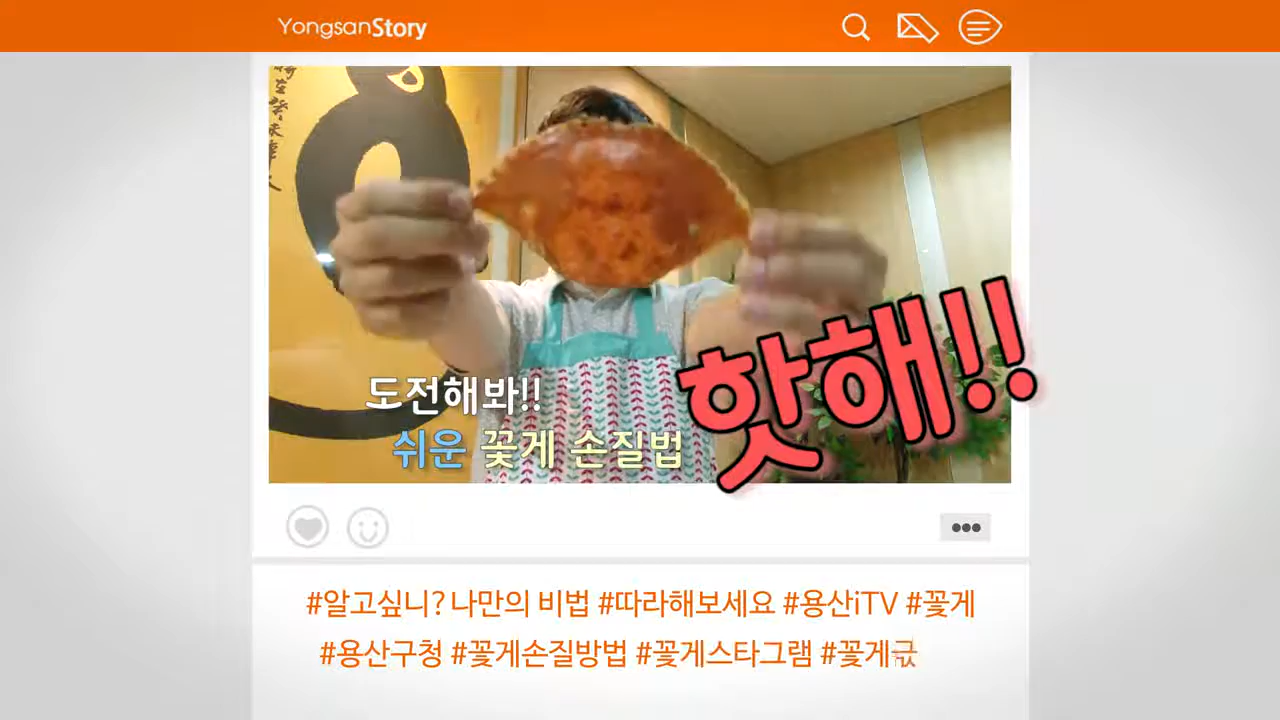 YongsanStory
도전해봐!!
쉬운 꽃게 손질법
핫해!!
#알고싶니? 나만의 비법 #따라해보세요 #용산iTV #꽃게
#용산구청 #꽃게손질방법 #꽃게스타그램